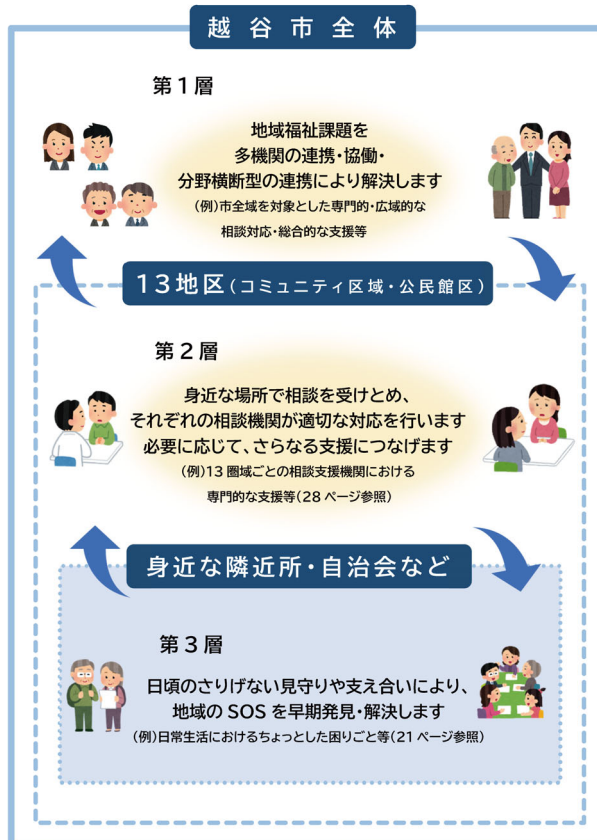 越谷市全体
第1層
地域福祉課題を
多機関の連携・協働・
分野横断型の連携により解決します
(例)市全域を対象とした専門的・広域的な
相談対応・総合的な支援等
13地区(コミュニティ区域・公民館区)
第2層
身近な場所で相談を受けとめ、
それぞれの相談機関が適切な対応を行います
必要に応じて、さらなる支援につなげます
(例)13圏域ごとの相談支援機関における
専門的な支援等(28ページ参照)
身近な隣近所・自治会など
第3層
日頃のさりげない見守りや支え合いにより、
地域のSOSを早期発見・解決します
(例)日常生活におけるちょっとした困りごと等(21ページ参照)